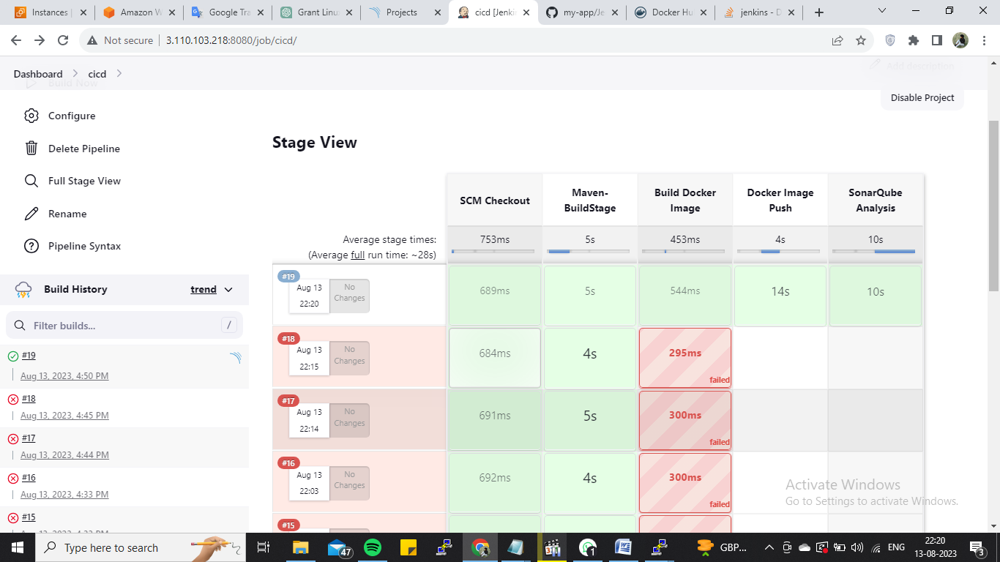 Instances |
Amazon W
Google Tra
Grant Linu
Projects
cicd [Jenki
my-app/Je
Docker Hu
jenkins - D
Not secure
3.110.103.218:8080/job/cicd/
Dashboard
cicd
Add description
Build Now
Disable Project
Configure
Delete Pipeline
Full Stage View
Rename
Pipeline Syntax
Build History
trend
Filter builds...
/
#19
Aug 13, 2023, 4:50 PM
#18
Aug 13, 2023, 4:45 PM
#17
Aug 13, 2023, 4:44 PM
#16
Aug 13, 2023, 4:33 PM
#15
Stage View
SCM Checkout
Maven-
BuildStage
Build Docker
Image
Docker Image
Push
SonarQube
Analysis
Average stage times:
(Average full run time: ~28s)
753ms
5s
453ms
4s
10s
#19
Aug 13
22:20
No
Changes
689ms
5s
544ms
14s
10s
#18
Aug 13
22:15
No
Changes
684ms
4s
295ms
failed
#17
Aug 13
22:14
No
Changes
691ms
5s
300ms
failed
#16
Aug 13
22:03
No
Changes
692ms
4s
300ms
failed
#15
Activate Windows
Go to Settings to activate Windows.
Type here to search
47
1
GBP...
ENG
22:20
13-08-2023
3